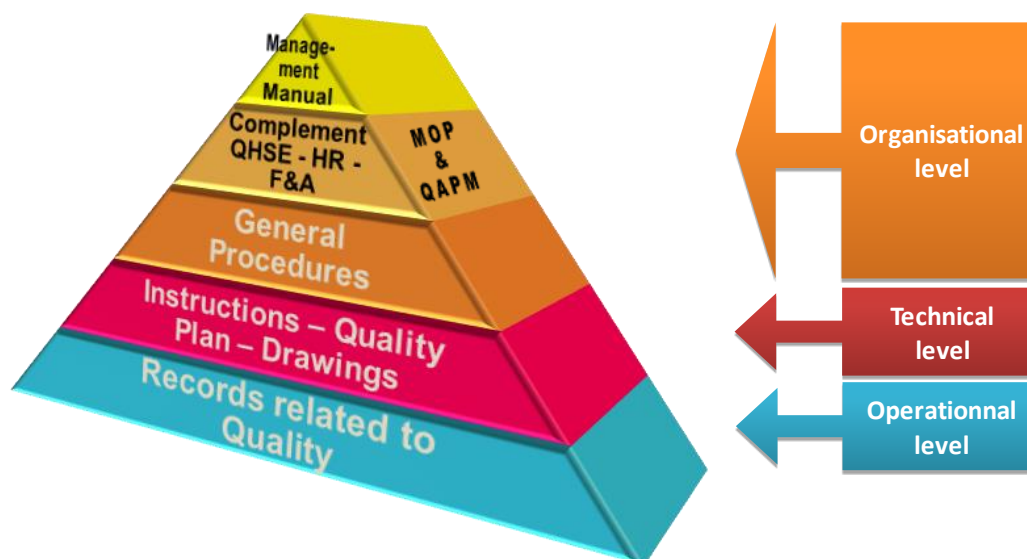 Manage-
ment
Manual
Complement
QHSE - HR -
F&A
MOP
&
QAPM
General
Procedures
Instructions – Quality
Plan – Drawings
Records related to
Quality
Organisational
level
Technical
level
Operationnal
level